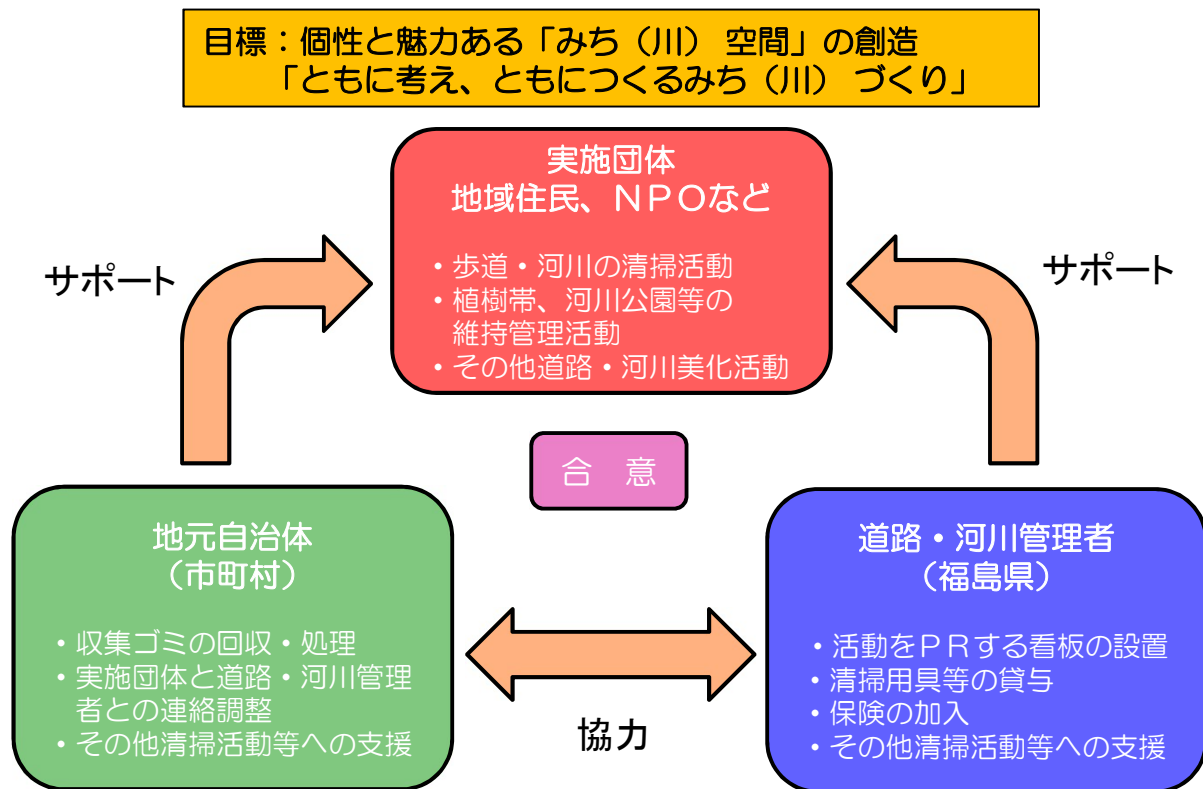 目標：個性と魅力ある「みち（川） 空間」の創造
「ともに考え、ともにつくるみち（川） づくり」
実施団体
地域住民、ＮＰＯなど
・歩道・河川の清掃活動
・植樹帯、河川公園等の
維持管理活動
・その他道路・河川美化活動
サポート
サポート
合　意
地元自治体
（市町村）
・収集ゴミの回収・処理
・実施団体と道路・河川管理
者との連絡調整
・その他清掃活動等への支援
協力
道路・河川管理者
（福島県）
・活動をＰＲする看板の設置
・清掃用具等の貸与
・保険の加入
・その他清掃活動等への支援